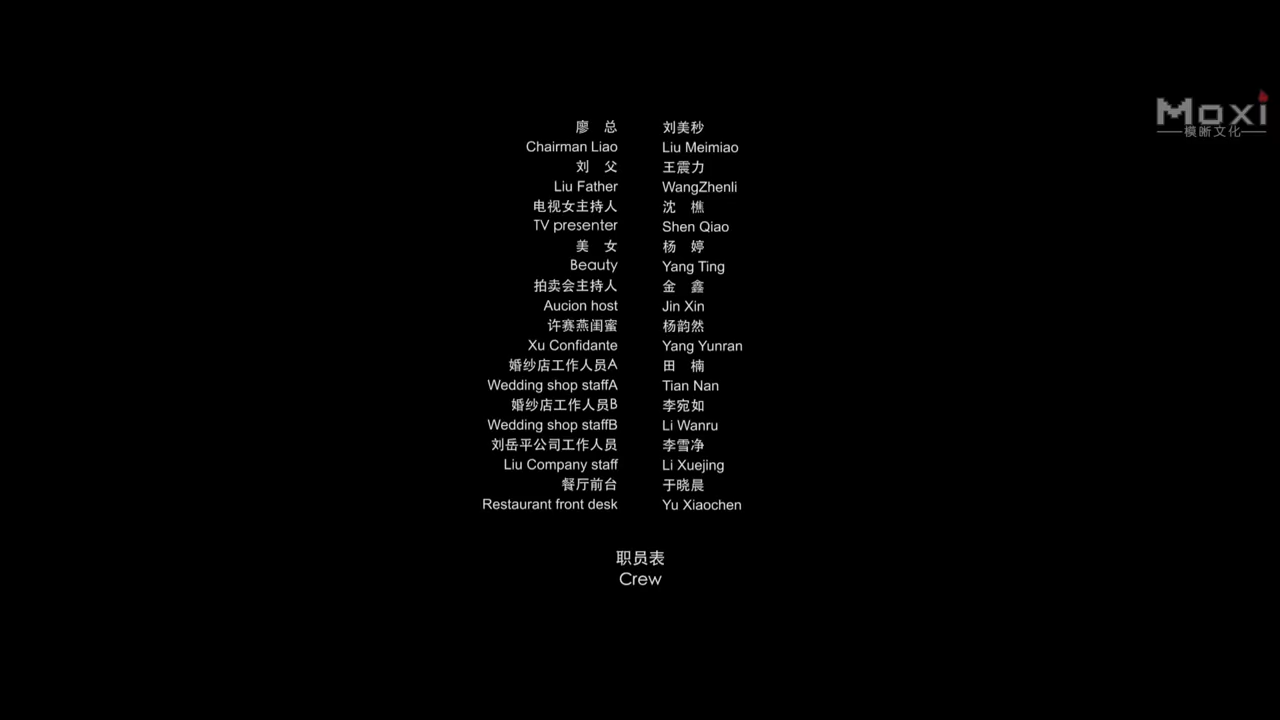 廖 总 刘美秒
Chairman Liao Liu Meimiao
刘 父 王震力
Liu Father WangZhenli
电视女主持人 沈 樵
TV presenter Shen Qiao
美 女 杨 婷
Beauty Yang Ting
拍卖会主持人 金 鑫
Aucion host Jin Xin
许赛燕闺蜜 杨韵然
Xu Confidante Yang Yunran
婚纱店工作人员A 田 楠
Wedding shop staffA Tian Nan
婚纱店工作人员B 李宛如
Wedding shop staffB Li Wanru
刘岳平公司工作人员 李雪净
Liu Company staff Li Xuejing
餐厅前台 于晓晨
Restaurant front desk Yu Xiaochen
职员表
Crew
Moxi
模晰文化